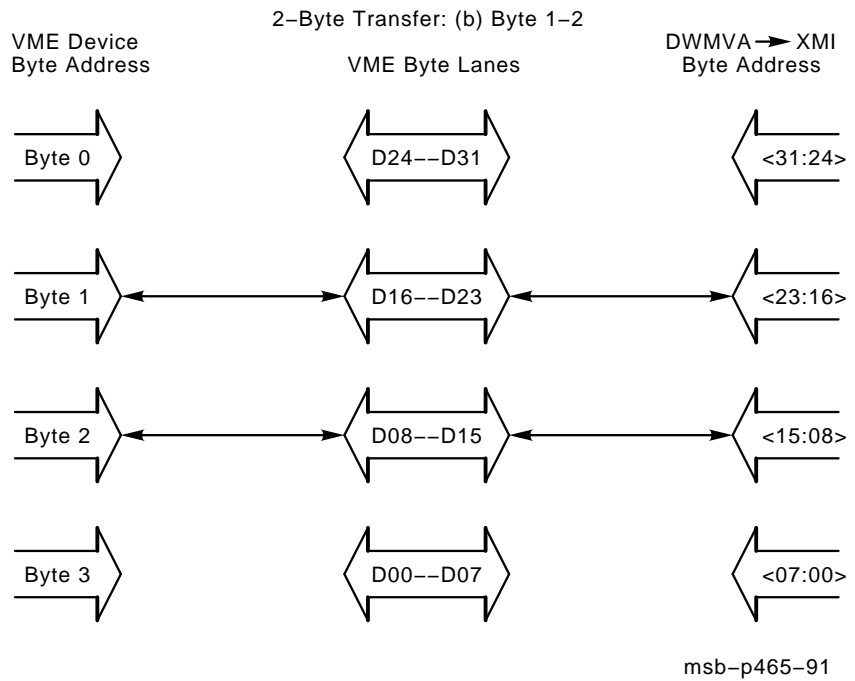 2−Byte Transfer: (b) Byte 1−2
VME Device
Byte Address
VME Byte Lanes
DWMVA → XMI
Byte Address
Byte 0
D24−−D31
<31:24>
Byte 1
D16−−D23
<23:16>
Byte 2
D08−−D15
<15:08>
Byte 3
D00−−D07
<07:00>
msb−p465−91